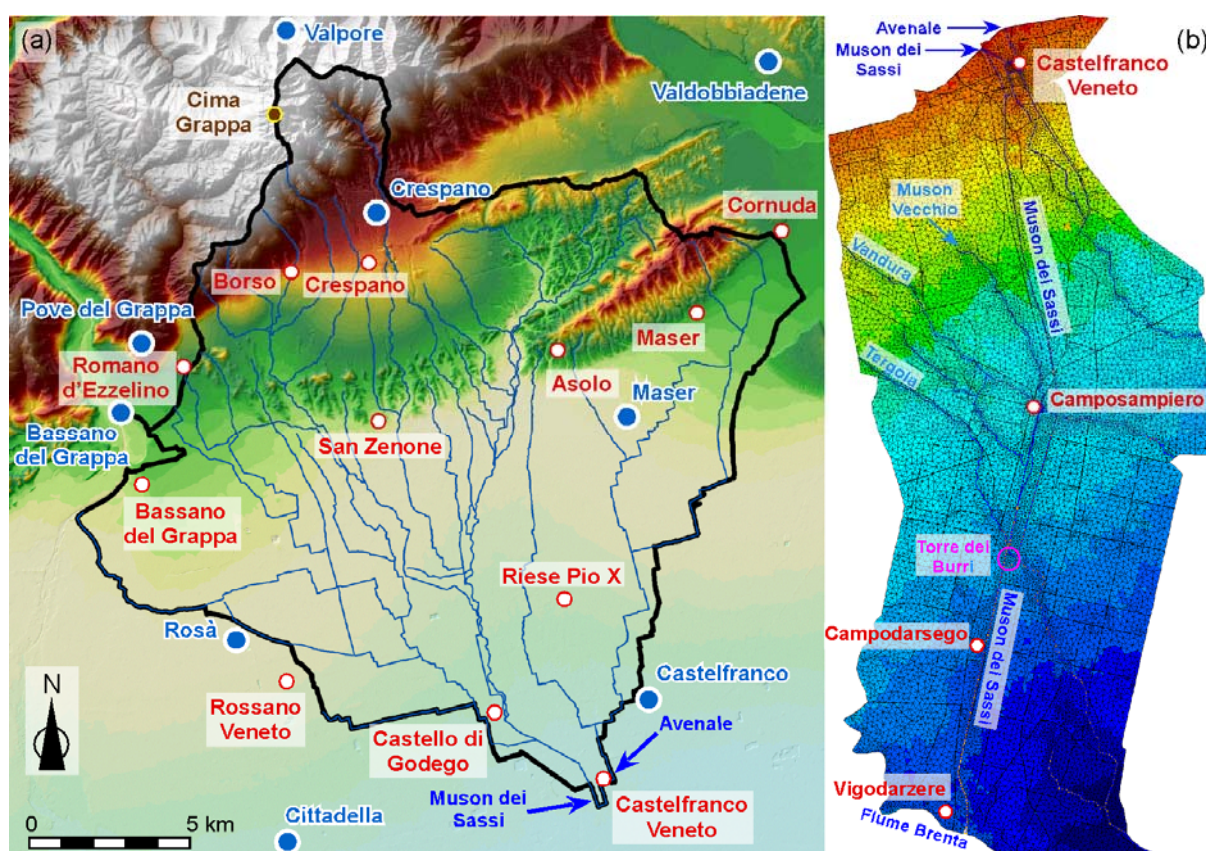 (a)
Valpore
Cima
Grappa
Valdobbiadene
Crespano
Cornuda
Borso
Crespano
Pove del Grappa
Maser
Romano
d'Ezzelino
Asolo
Maser
Bassano
del Grappa
San Zenone
Bassano
del Grappa
Riese Pio X
Rosà
N
Rossano
Veneto
Castelfranco
Avenale
Castello di
Godego
Muson dei
Sassi
Castelfranco
Veneto
0 5 km
Cittadella
(b)
Avenale
Muson dei
Sassi
Castelfranco
Veneto
Muson
Vecchio
Muson dei Sassi
Vandura
Tergola
Camposampiero
Torre dei
Burri
Muson dei Sassi
Campodarsego
Vigodarzere
Fiume Brenta